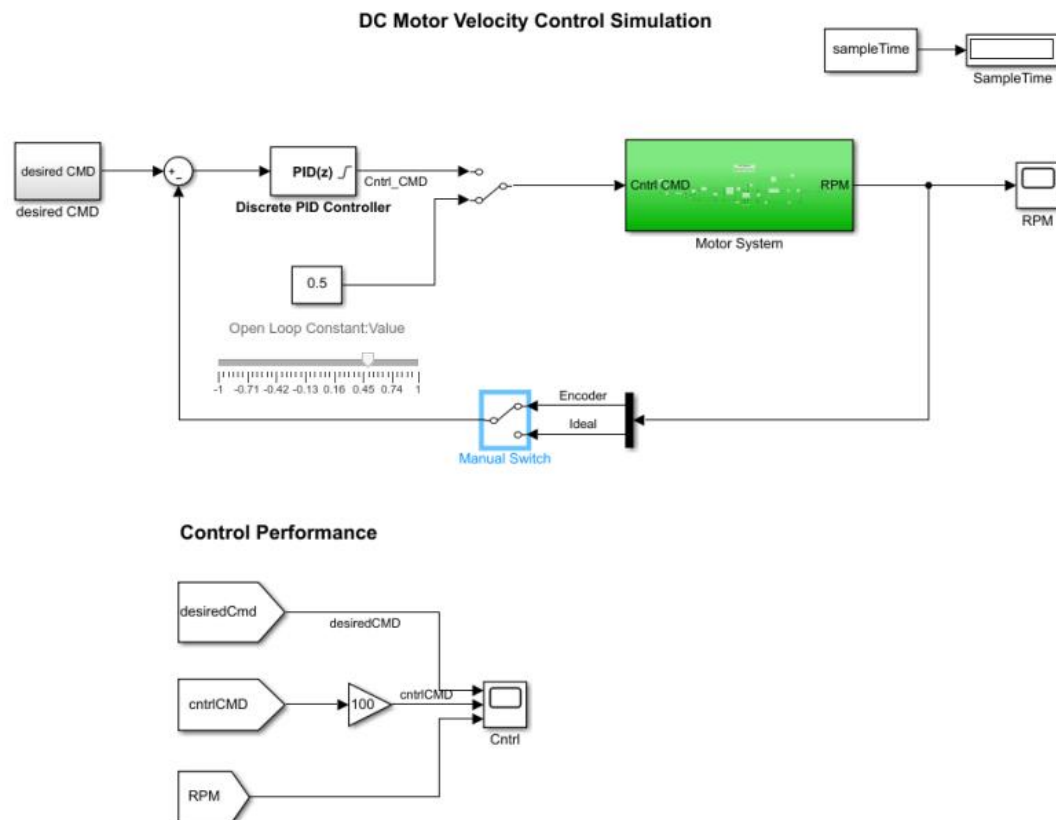 DC Motor Velocity Control Simulation
sampleTime
SampleTime
desired CMD
desired CMD
+
-
PID(z)
Cntrl_CMD
Discrete PID Controller
Cntrl CMD
RPM
Motor System
RPM
0.5
Open Loop Constant:Value
-1 -0.71 -0.42 -0.13 0.16 0.45 0.74 1
Encoder
Ideal
Manual Switch
Control Performance
desiredCmd
desiredCMD
cntrlCMD
100
cntrlCMD
Cntrl
RPM